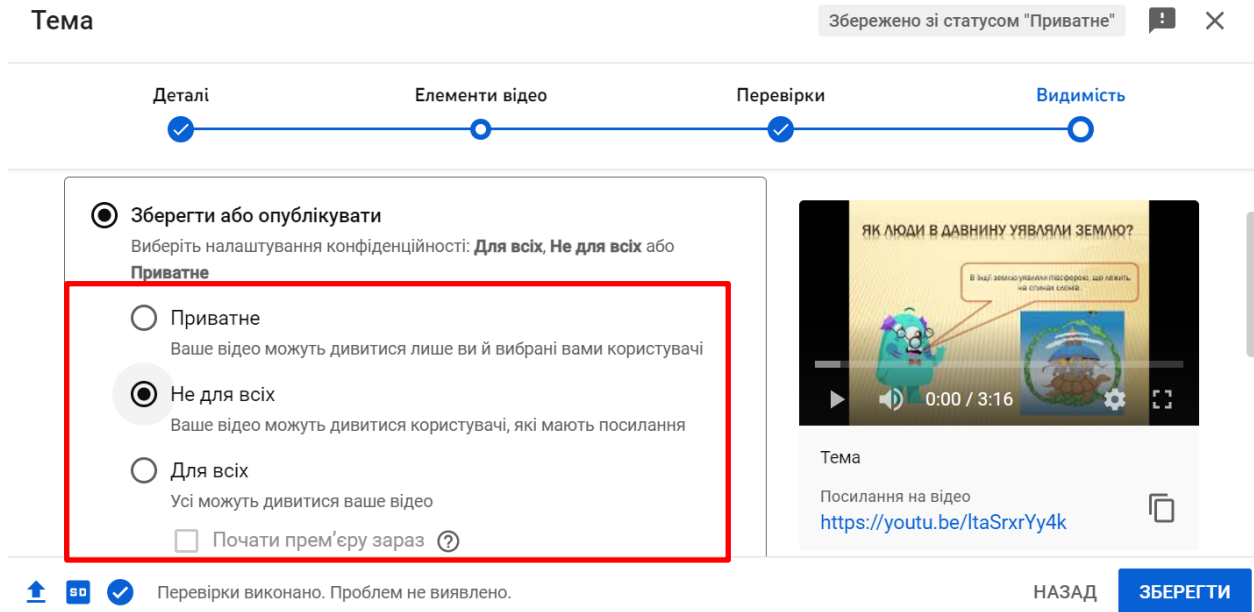 Тема
Збережено зі статусом "Приватне"
Деталі
Елементи відео
Перевірки
Видимість
Зберегти або опублікувати
Виберіть налаштування конфіденційності: Для всіх, Не для всіх або
Приватне
Приватне
Ваше відео можуть дивитися лише ви й вибрані вами користувачі
Не для всіх
Ваше відео можуть дивитися користувачі, які мають посилання
Для всіх
Усі можуть дивитися ваше відео
Почати прем’єру зараз
ЯК ЛЮДИ В ДАВНИНУ УЯВЛЯЛИ ЗЕМЛЮ?
В Індії землю уявляли півсферою, що лежить
на спинах слонів.
0:00 / 3:16
Тема
Посилання на відео
https://youtu.be/ltaSrxrYy4k
SD
Перевірки виконано. Проблем не виявлено.
НАЗАД
ЗБЕРЕГТИ